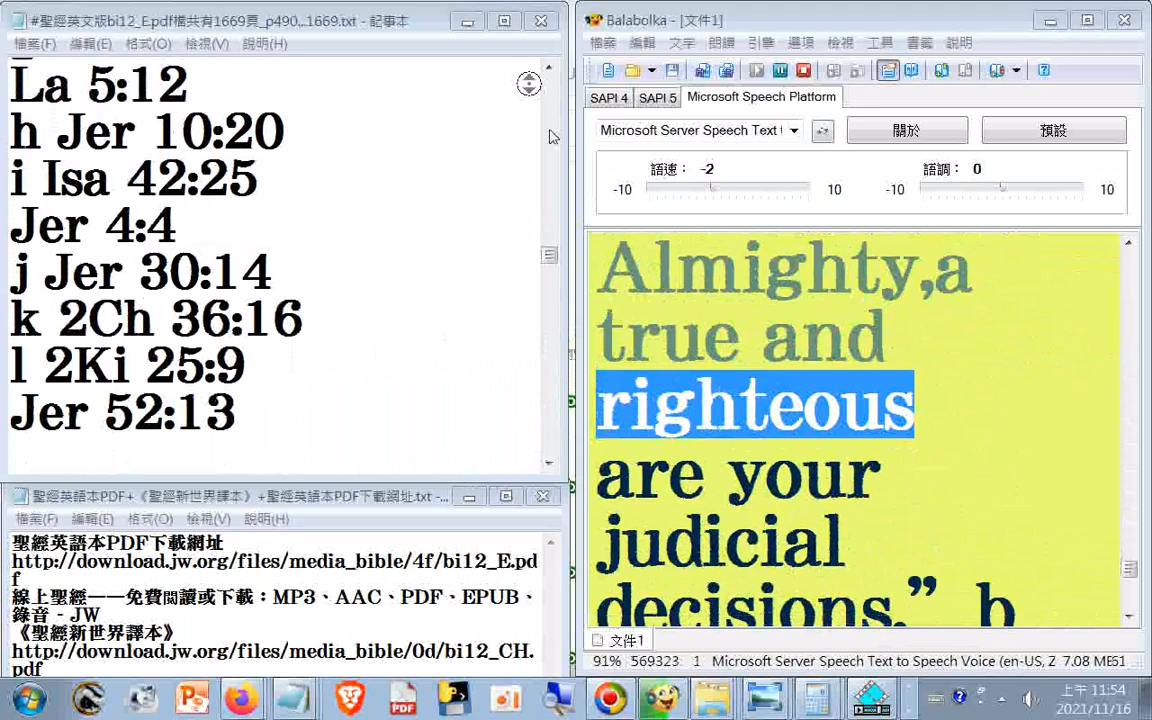 #聖經英文版bi12_E.pdf檔共有1669頁_p490,..1669.txt - 記事本
檔案(F) 編輯(E) 格式(O) 檢視(V) 說明(H)
La 5:12
h Jer 10:20
i Isa 42:25
Jer 4:4
j Jer 30:14
k 2Ch 36:16
l 2Ki 25:9
Jer 52:13
聖經英語本PDF+《聖經新世界譯本》+聖經英語本PDF下載網址.txt -...
檔案(F) 編輯(E) 格式(O) 檢視(V) 說明(H)
聖經英語本PDF下載網址
http://download.jw.org/files/media_bible/4f/bi12_E.pd
f
線上聖經──免費閱讀或下載：MP3、AAC、PDF、EPUB、
錄音 - JW
《聖經新世界譯本》
http://download.jw.org/files/media_bible/0d/bi12_CH.
pdf
Balabolka - [文件1]
檔案 編輯 文字 朗讀 引擎 選項 檢視 工具 書籤 說明
SAPI 4 SAPI 5 Microsoft Speech Platform
Microsoft Server Speech Text 關於 預設
語速： -2 語調： 0
-10 10 -10 10
Almighty,a
true and
righteous
are your
judicial
decisions.” b
文件1
91% 569323: 1 Microsoft Server Speech Text to Speech Voice (en-US, Z 7.08 ME51
PDF
上午 11:54
2021/11/16